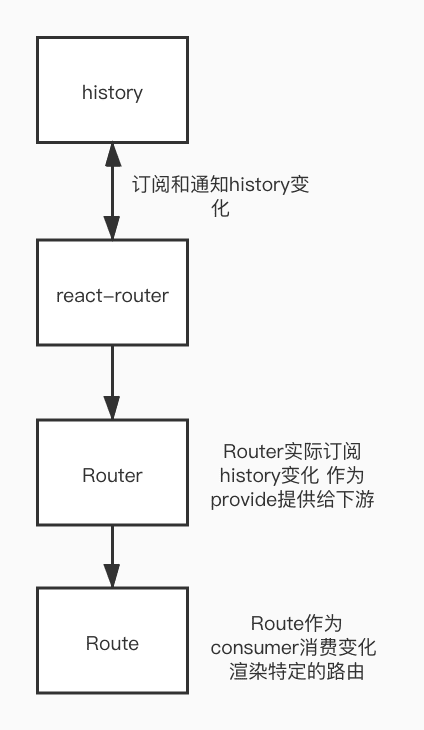 history
订阅和通知history变
化
react-router
Router
Router实际订阅
history变化 作为
provide提供给下游
Route
Route作为
consumer消费变化
渲染特定的路由